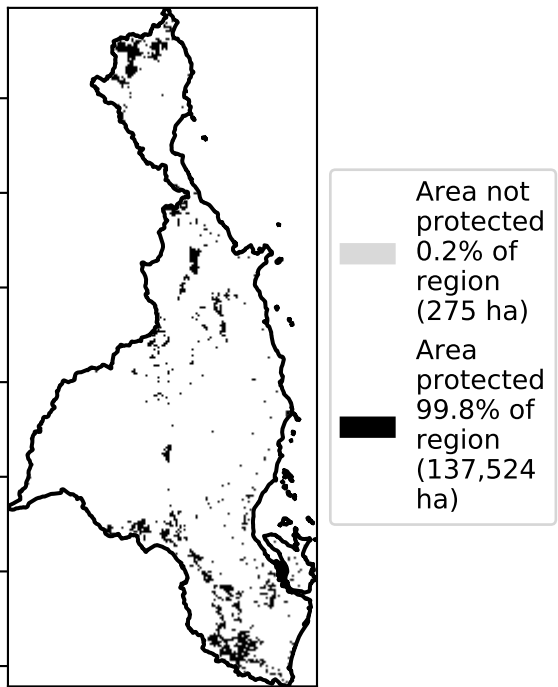 Area not
protected
0.2% of
region
(275 ha)
Area
protected
99.8% of
region
(137,524
ha)